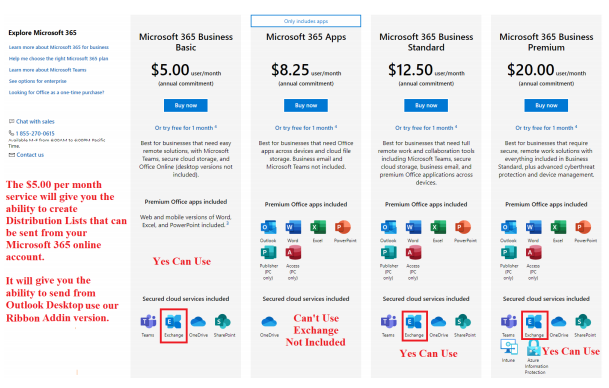 Explore Microsoft 365
Learn more about Microsoft 365 for business
Help me choose the right Microsoft 365 plan
Learn more about Microsoft Teams
See options for enterprise
Looking for Office as a one-time purchase?
Chat with sales
1 855-270-0615
Available M-F from 6:00AM to 6:00PM Pacific
Time.
Contact us
The $5.00 per month
service will give you the
ability to create
Distribution Lists that can
be sent from your
Microsoft 365 online
account.
It will give you the
ability to send from
Outlook Desktop use our
Ribbon Addin version.
Microsoft 365 Business
Basic
$5.00 user/month
(annual commitment)
Buy now
Or try free for 1 month 4
Best for businesses that need easy
remote solutions, with Microsoft
Teams, secure cloud storage, and
Office Online (desktop versions not
included).
Premium Office apps included
Web and mobile versions of Word,
Excel, and PowerPoint included. 3
Yes Can Use
Secured cloud services included
Teams Exchange OneDrive SharePoint
Only includes apps
Microsoft 365 Apps
$8.25 user/month
(annual commitment)
Buy now
Or try free for 1 month 4
Best for businesses that need Office
apps across devices and cloud file
storage. Business email and
Microsoft Teams not included.
Premium Office apps included
Outlook Word Excel PowerPoint
Publisher Access
(PC (PC
only) only)
Secured cloud services included
OneDrive
Can't Use
Exchange
Not Included
Microsoft 365 Business
Standard
$12.50 user/month
(annual commitment)
Buy now
Or try free for 1 month 4
Best for businesses that need full
remote work and collaboration tools
including Microsoft Teams, secure
cloud storage, business email, and
premium Office applications across
devices.
Premium Office apps included
Outlook Word Excel PowerPoint
Publisher Access
(PC (PC
only) only)
Secured cloud services included
Teams Exchange OneDrive SharePoint
Yes Can Use
Microsoft 365 Business
Premium
$20.00 user/month
(annual commitment)
Buy now
Or try free for 1 month 4
Best for businesses that require
secure, remote work solutions with
everything included in Business
Standard, plus advanced cyberthreat
protection and device management.
Premium Office apps included
Outlook Word Excel PowerPoint
Publisher Access
(PC (PC
only) only)
Secured cloud services included
Teams Exchange OneDrive SharePoint
Intune Azure
Information
Protection
Yes Can Use